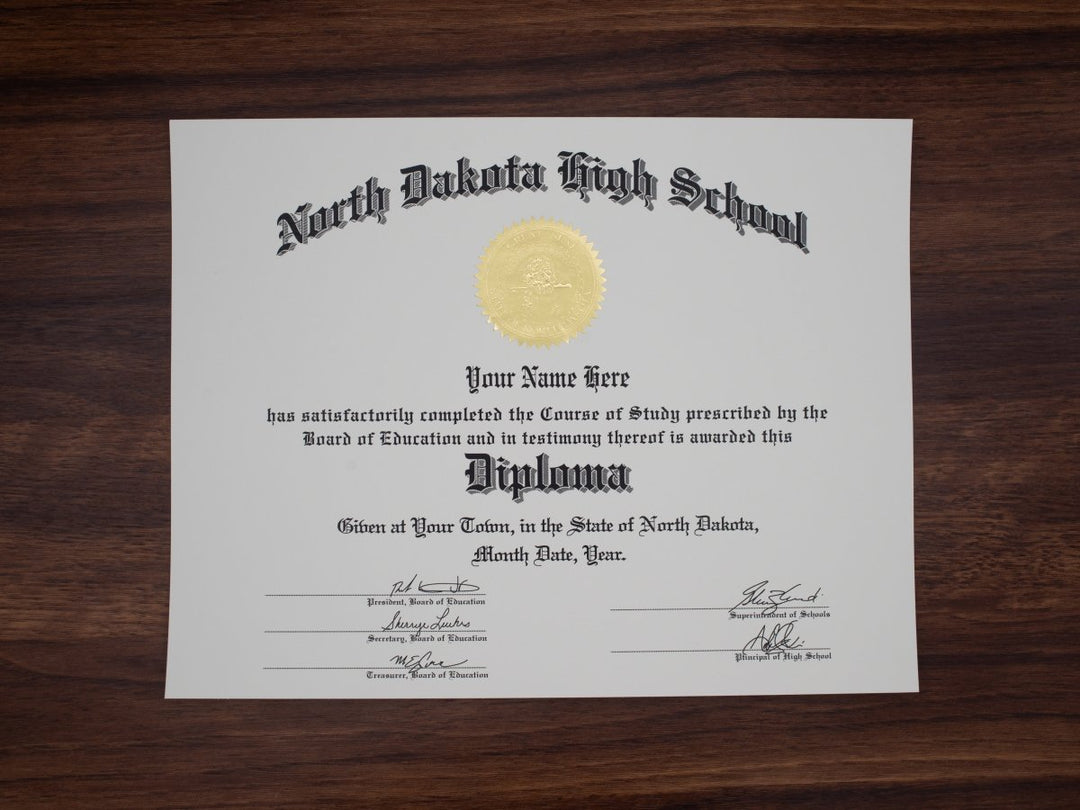 North Dakota High School
Your Name Here
has satisfactorily completed the Course of Study prescribed by the
Board of Education and in testimony thereof is awarded this
Diploma
Given at Your Town, in the State of North Dakota,
Month Date, Year.
President, Board of Education
Superintendent of Schools
Secretary, Board of Education
Principal of High School
Treasurer, Board of Education